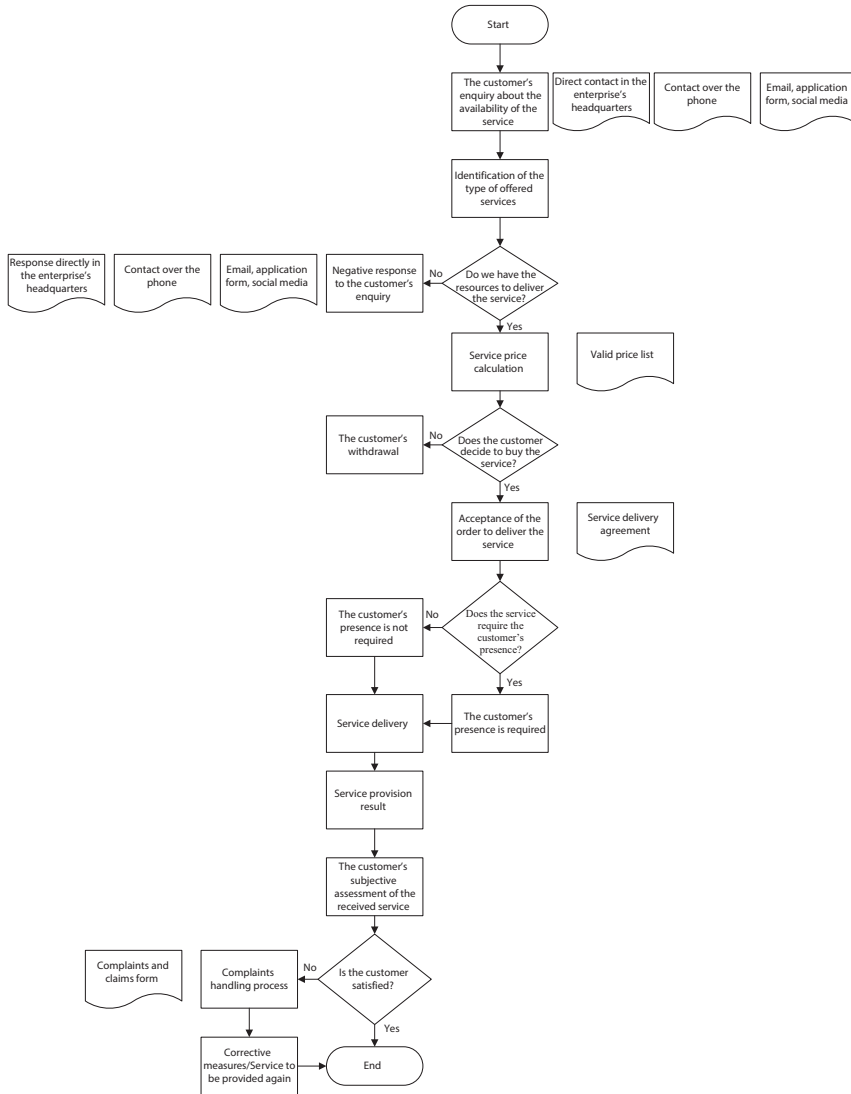 Start
The customer's
enquiry about the
availability of the
service
Direct contact in the
enterprise's
headquarters
Contact over the
phone
Email, application
form, social media
Identification of the
type of offered
services
Response directly in
the enterprise's
headquarters
Contact over the
phone
Email, application
form, social media
Negative response
to the customer's
enquiry
No
Do we have the
resources to deliver
the service?
Yes
Service price
calculation
Valid price list
The customer's
withdrawal
No
Does the customer
decide to buy the
service?
Yes
Acceptance of the
order to deliver the
service
Service delivery
agreement
The customer's
presence is not
required
No
Does the service
require the
customer's
presence?
Yes
Service delivery
The customer's
presence is required
Service provision
result
The customer's
subjective
assessment of the
received service
Complaints and
claims form
Complaints
handling process
No
Is the customer
satisfied?
Yes
Corrective
measures/Service to
be provided again
End